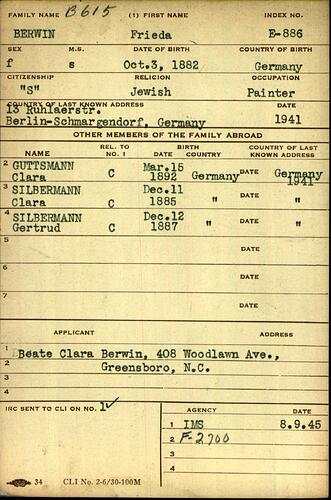 FAMILY NAME B615 (1) FIRST NAME INDEX NO.
BERWIN Frieda E-886
SEX M.S. DATE OF BIRTH COUNTRY OF BIRTH
f s Oct.3, 1882 Germany
CITIZENSHIP RELIGION OCCUPATION
"S" Jewish Painter
COUNTRY OF LAST KNOWN ADDRESS DATE
13 Ruhlaerstr.
Berlin-Schmargendorf, Germany 1941
OTHER MEMBERS OF THE FAMILY ABROAD
NAME REL. TO NO. 1 BIRTH COUNTRY DATE COUNTRY OF LAST KNOWN ADDRESS
2 GUTTSMANN Mar.15
Clara C 1892 Germany DATE Germany
1941
3 SILBERMANN Dec.11
Clara C 1885 " DATE "
4 SILBERMANN Dec.12
Gertrud C 1887 " DATE "
5 DATE
6 DATE
7 DATE
APPLICANT ADDRESS
1 Beate Clara Berwin, 408 Woodlawn Ave.,
2 Greensboro, N.C.
3
4
IRC SENT TO CLI ON NO. 1 ✓ AGENCY DATE
1 IMS 8.9.45
2 F-2700
3
4
34 CLI No. 2-6/30-100M